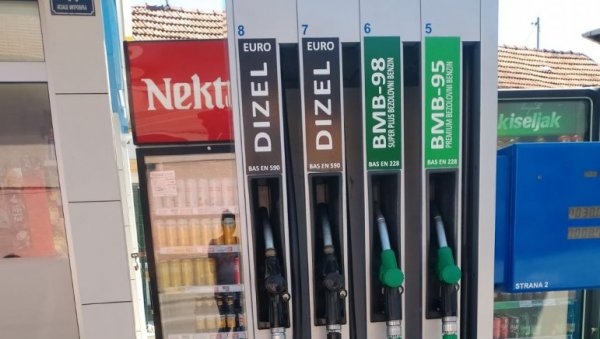 8
EURO
DIZEL
BAS EN 590
7
EURO
DIZEL
BAS EN 590
6
BMB-98
SUPER PLUS BEZOLOVNI BENZIN
BAS EN 228
5
BMB-95
PREMIUM BEZOLOVNI BENZIN
BAS EN 228
Nekt
kiseljak
STRANA 2